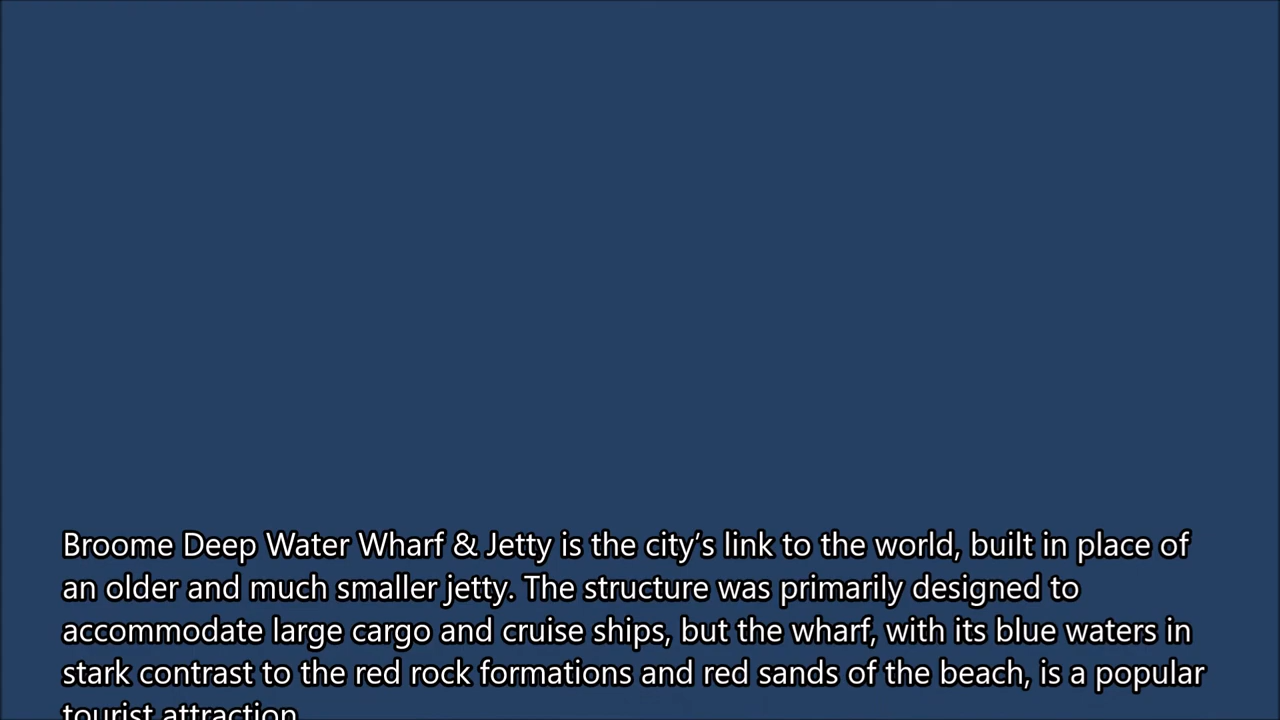 Broome Deep Water Wharf & Jetty is the city’s link to the world, built in place of
an older and much smaller jetty. The structure was primarily designed to
accommodate large cargo and cruise ships, but the wharf, with its blue waters in
stark contrast to the red rock formations and red sands of the beach, is a popular
tourist attraction.